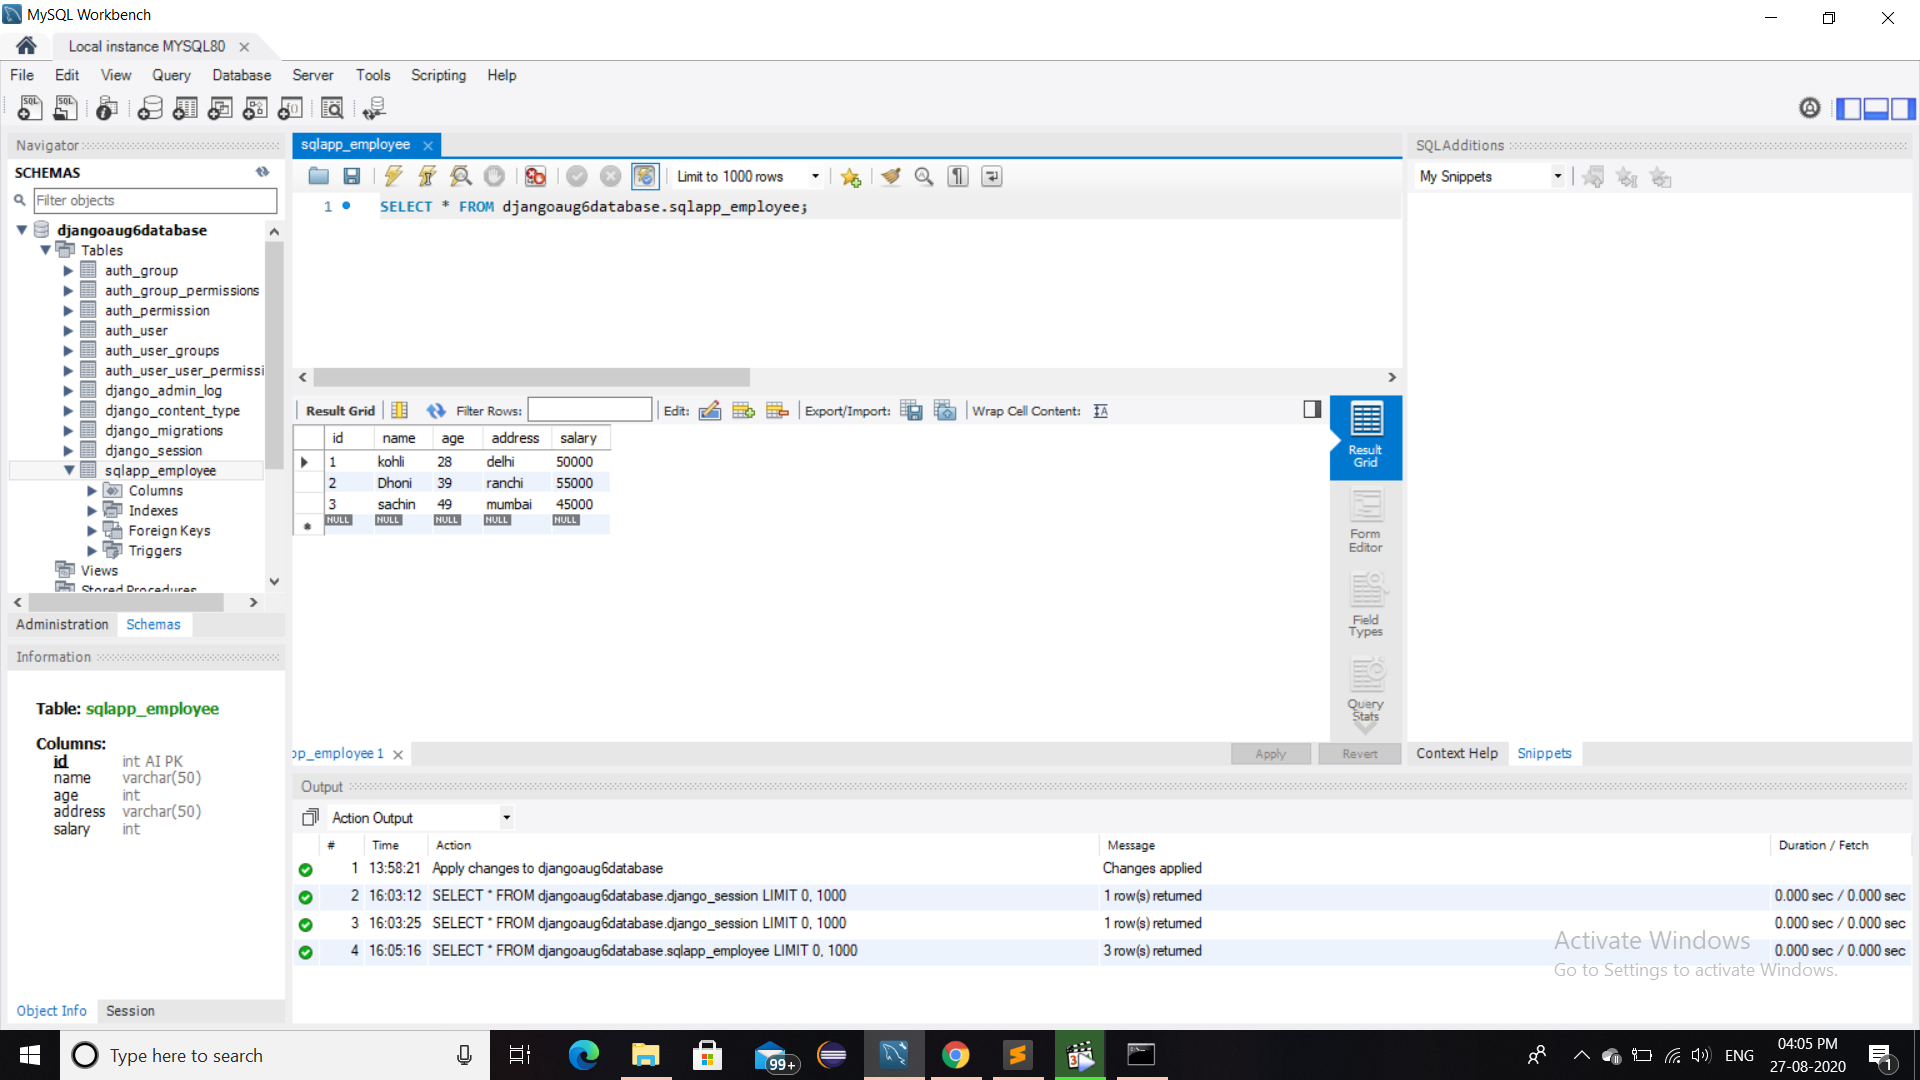 MySQL Workbench
Local instance MYSQL80
File Edit View Query Database Server Tools Scripting Help
Navigator
SCHEMAS
Filter objects
djangoaug6database
Tables
auth_group
auth_group_permissions
auth_permission
auth_user
auth_user_groups
auth_user_user_permissi
django_admin_log
django_content_type
django_migrations
django_session
sqlapp_employee
Columns
Indexes
Foreign Keys
Triggers
Views
Stored Procedures
Administration Schemas
Information
Table: sqlapp_employee
Columns:
id int AI PK
name varchar(50)
age int
address varchar(50)
salary int
Object Info Session
sqlapp_employee
Limit to 1000 rows
1 SELECT * FROM djangoaug6database.sqlapp_employee;
Result Grid Filter Rows: Edit: Export/Import: Wrap Cell Content:
id name age address salary
1 kohli 28 delhi 50000
2 Dhoni 39 ranchi 55000
3 sachin 49 mumbai 45000
NULL NULL NULL NULL NULL
Result Grid
Form Editor
Field Types
Query Stats
pp_employee 1
Apply Revert
SQLAdditions
My Snippets
Context Help Snippets
Output
Action Output
# Time Action Message Duration / Fetch
1 13:58:21 Apply changes to djangoaug6database Changes applied
2 16:03:12 SELECT * FROM djangoaug6database.django_session LIMIT 0, 1000 1 row(s) returned 0.000 sec / 0.000 sec
3 16:03:25 SELECT * FROM djangoaug6database.django_session LIMIT 0, 1000 1 row(s) returned 0.000 sec / 0.000 sec
4 16:05:16 SELECT * FROM djangoaug6database.sqlapp_employee LIMIT 0, 1000 3 row(s) returned 0.000 sec / 0.000 sec
Activate Windows
Go to Settings to activate Windows.
Type here to search
99+
ENG
04:05 PM
27-08-2020
1